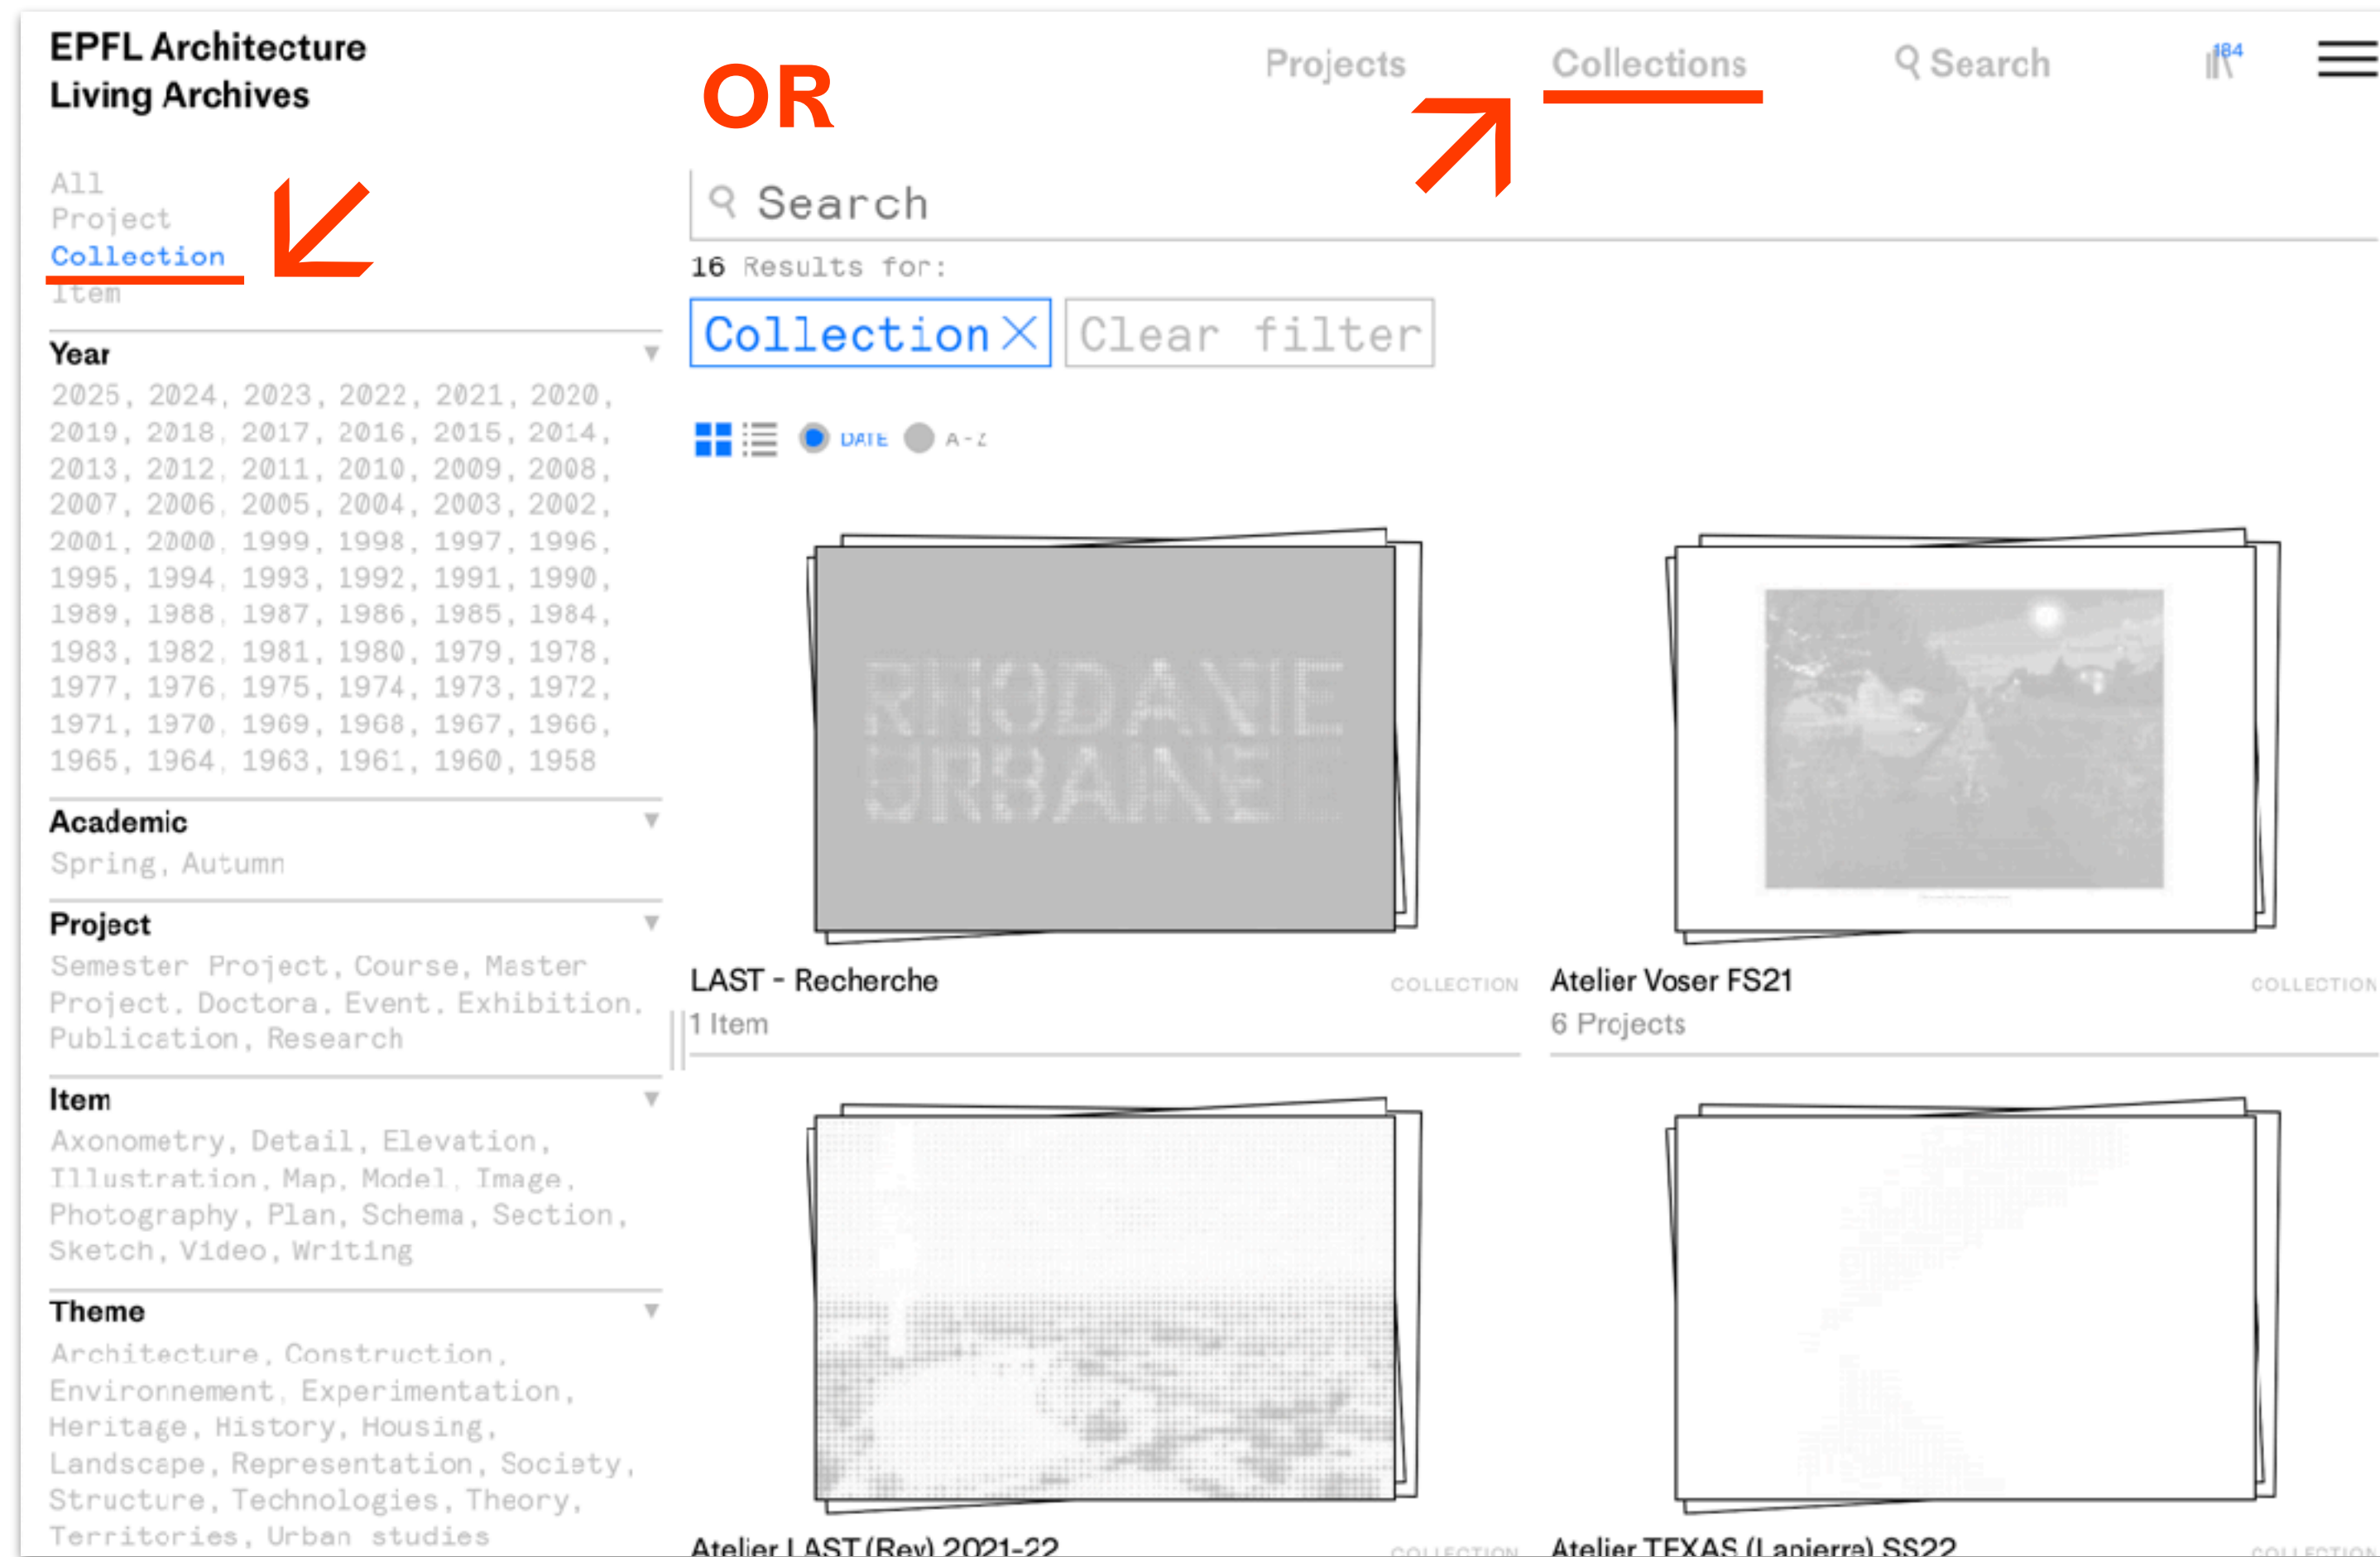 EPFL Architecture
Living Archives
OR
Projects
Collections
Search
184
All
Project
Collection
Item
Year
2025, 2024, 2023, 2022, 2021, 2020,
2019, 2018, 2017, 2016, 2015, 2014,
2013, 2012, 2011, 2010, 2009, 2008,
2007, 2006, 2005, 2004, 2003, 2002,
2001, 2000, 1999, 1998, 1997, 1996,
1995, 1994, 1993, 1992, 1991, 1990,
1989, 1988, 1987, 1986, 1985, 1984,
1983, 1982, 1981, 1980, 1979, 1978,
1977, 1976, 1975, 1974, 1973, 1972,
1971, 1970, 1969, 1968, 1967, 1966,
1965, 1964, 1963, 1961, 1960, 1958
Academic
Spring, Autumn
Project
Semester Project, Course, Master
Project, Doctora, Event, Exhibition,
Publication, Research
Item
Axonometry, Detail, Elevation,
Illustration, Map, Model, Image,
Photography, Plan, Schema, Section,
Sketch, Video, Writing
Theme
Architecture, Construction,
Environnement, Experimentation,
Heritage, History, Housing,
Landscape, Representation, Society,
Structure, Technologies, Theory,
Territories, Urban studies
Search
16 Results for:
Collection
Clear filter
DATE
A-Z
RHODANIE
URBAINE
LAST - Recherche
COLLECTION
1 Item
Atelier Voser FS21
COLLECTION
6 Projects
Atelier LAST (Rey) 2021-22
COLLECTION
Atelier TEXAS (Lapierre) SS22
COLLECTION